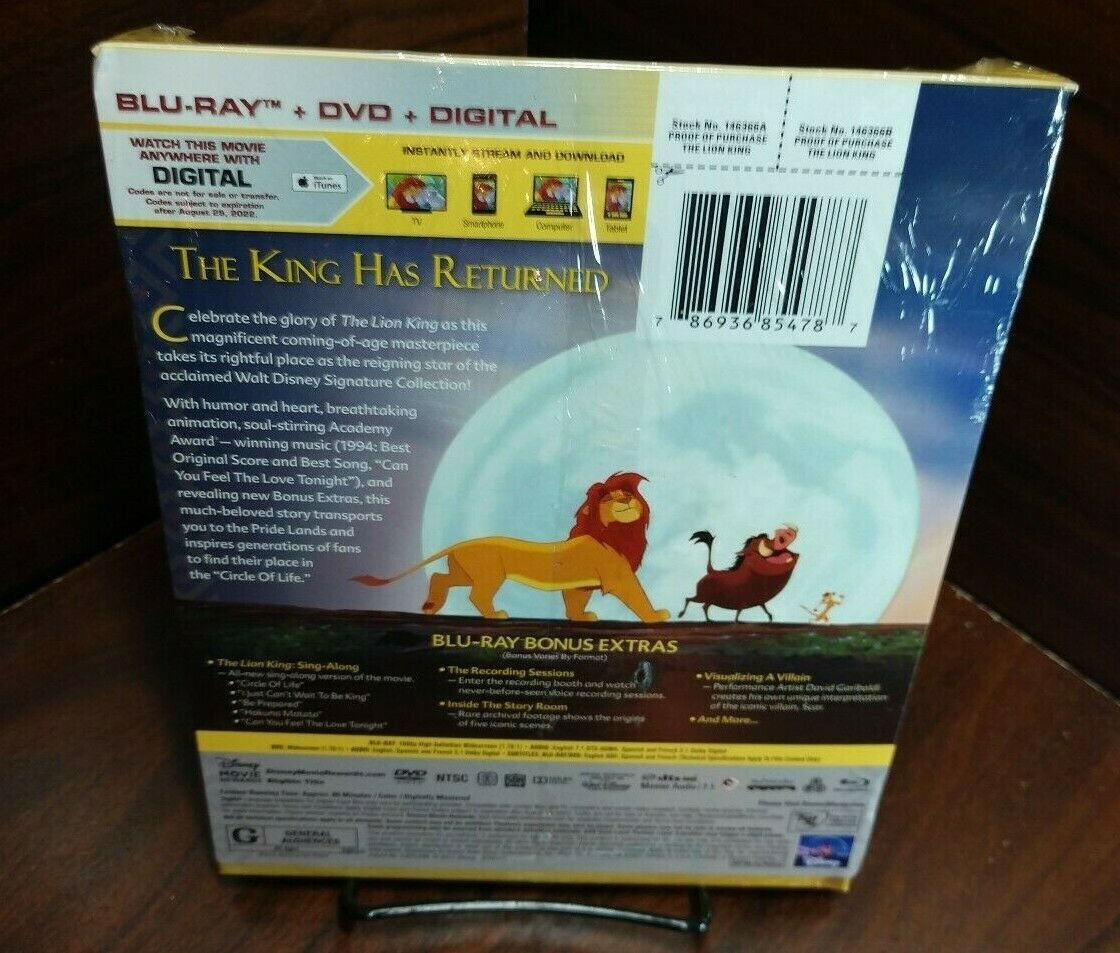 BLU-RAY™ + DVD + DIGITAL
WATCH THIS MOVIE
ANYWHERE WITH
DIGITAL
Codes are not for sale or transfer.
Codes subject to expiration
after August 29, 2022.
iTunes
INSTANTLY STREAM AND DOWNLOAD
TV
Smartphone
Computer
Tablet
Stock No. 146366A
PROOF OF PURCHASE
THE LION KING
Stock No. 146366B
PROOF OF PURCHASE
THE LION KING
7 86936 85478 7
THE KING HAS RETURNED
Celebrate the glory of The Lion King as this
magnificent coming-of-age masterpiece
takes its rightful place as the reigning star of the
acclaimed Walt Disney Signature Collection!
With humor and heart, breathtaking
animation, soul-stirring Academy
Award®— winning music (1994: Best
Original Score and Best Song, “Can
You Feel The Love Tonight”), and
revealing new Bonus Extras, this
much-beloved story transports
you to the Pride Lands and
inspires generations of fans
to find their place in
the “Circle Of Life.”
BLU-RAY BONUS EXTRAS
(Bonus Varies By Format)
• The Lion King: Sing-Along
— All-new sing-along version of the movie.
• “Circle Of Life”
• “I Just Can't Wait To Be King”
• “Be Prepared”
• “Hakuna Matata”
• “Can You Feel The Love Tonight”
• The Recording Sessions
— Enter the recording booth and watch
never-before-seen voice recording sessions.
• Inside The Story Room
— Rare archival footage shows the origins
of five iconic scenes.
• Visualizing A Villain
— Performance Artist David Garibaldi
creates his own unique interpretation
of the iconic villain, Scar.
• And More...
Disney
MOVIE
DisneyMovieRewards.com
DVD
NTSC
dts-HD
Master Audio 7.1
G
GENERAL
AUDIENCES
Disney